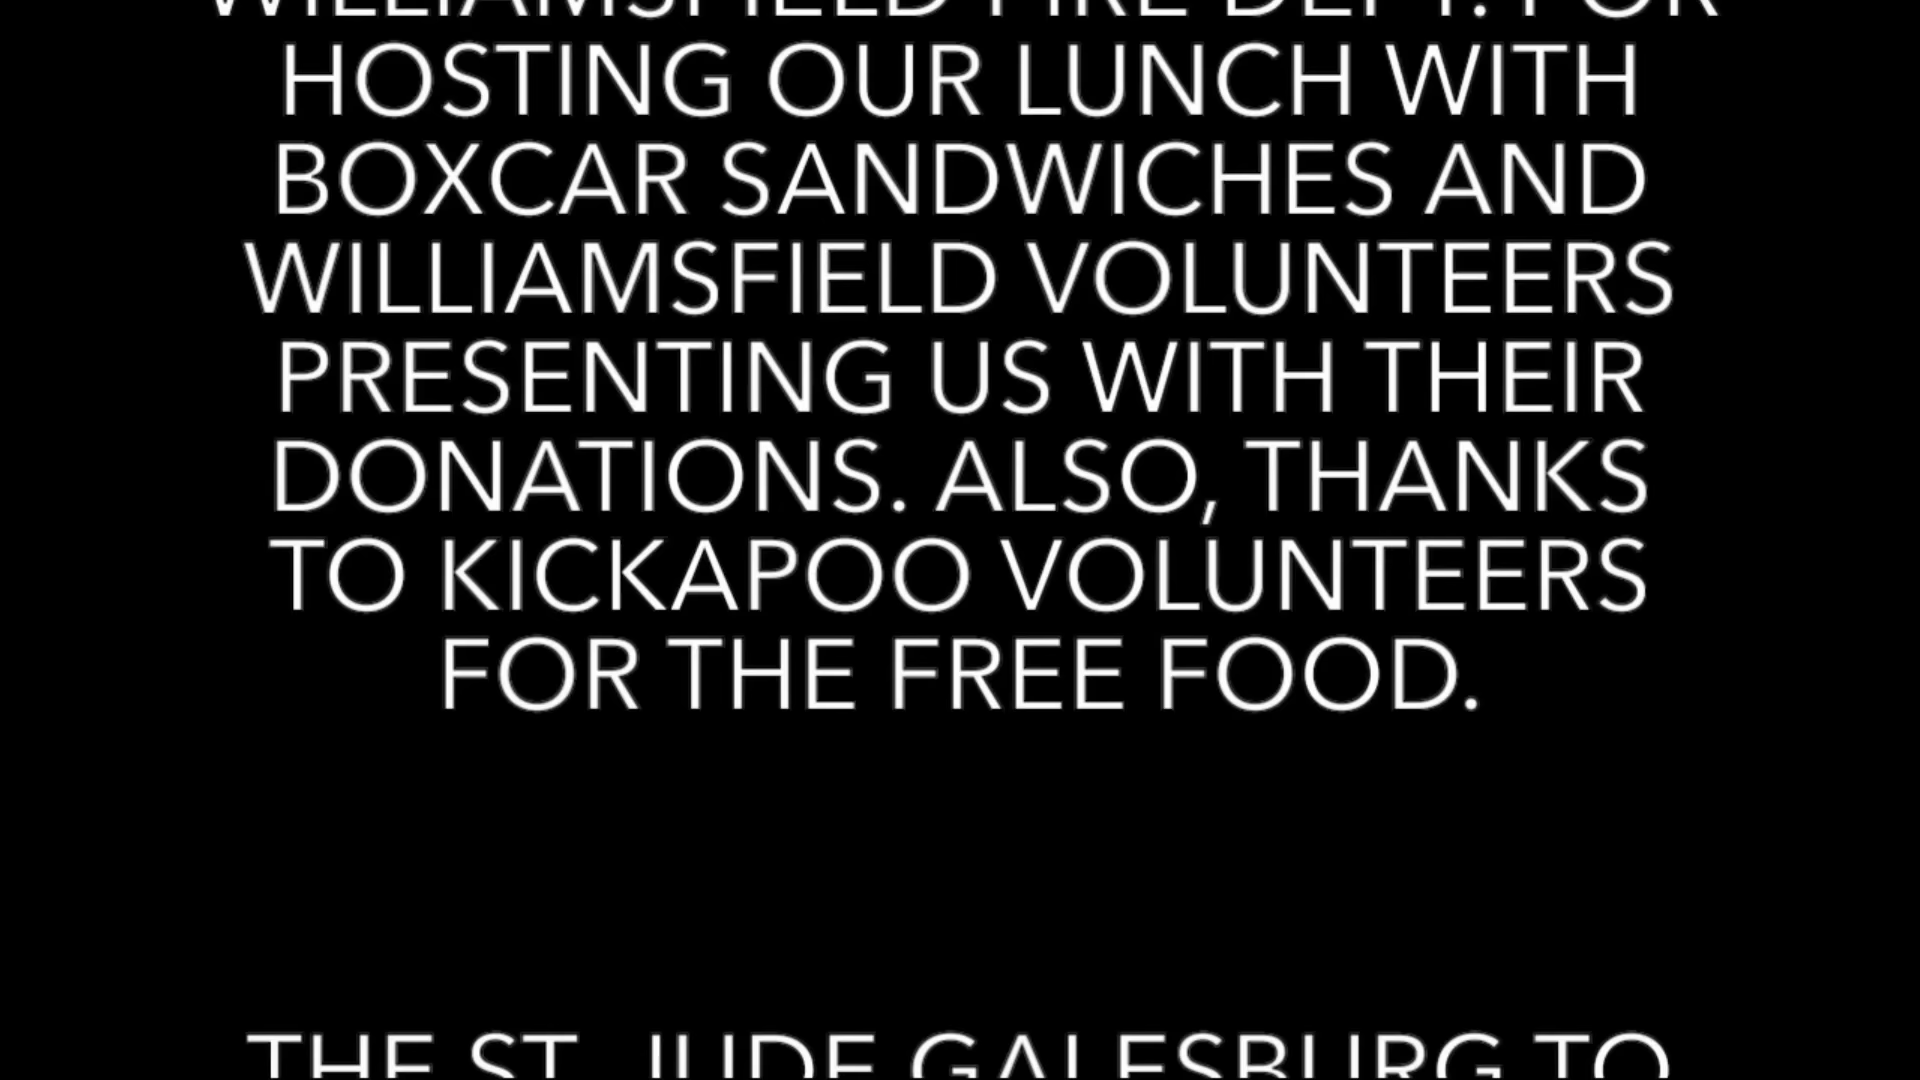 WILLIAMSFIELD FIRE DEPT. FOR
HOSTING OUR LUNCH WITH
BOXCAR SANDWICHES AND
WILLIAMSFIELD VOLUNTEERS
PRESENTING US WITH THEIR
DONATIONS. ALSO, THANKS
TO KICKAPOO VOLUNTEERS
FOR THE FREE FOOD.
THE ST. JUDE GALESBURG TO